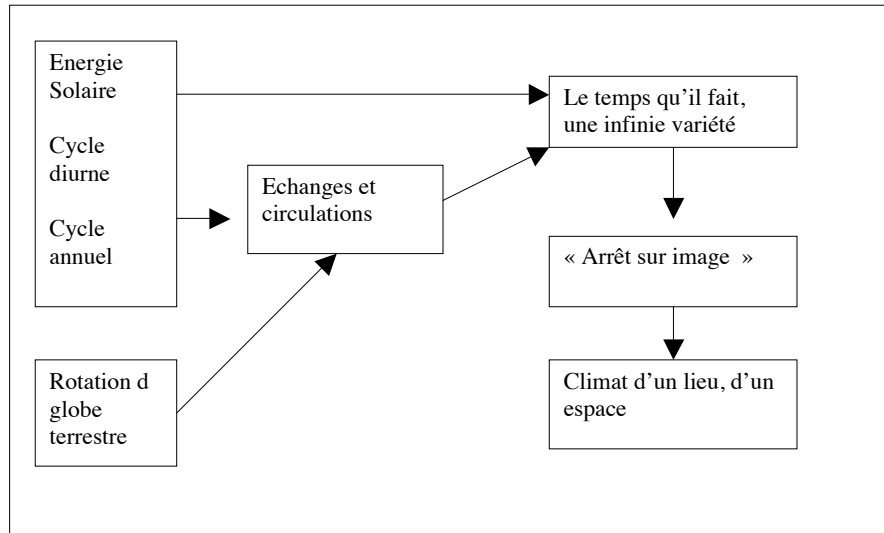 Energie
Solaire
Cycle
diurne
Cycle
annuel
Rotation d
globe
terrestre
Echanges et
circulations
Le temps qu’il fait,
une infinie variété
« Arrêt sur image  »
Climat d’un lieu, d’un
espace